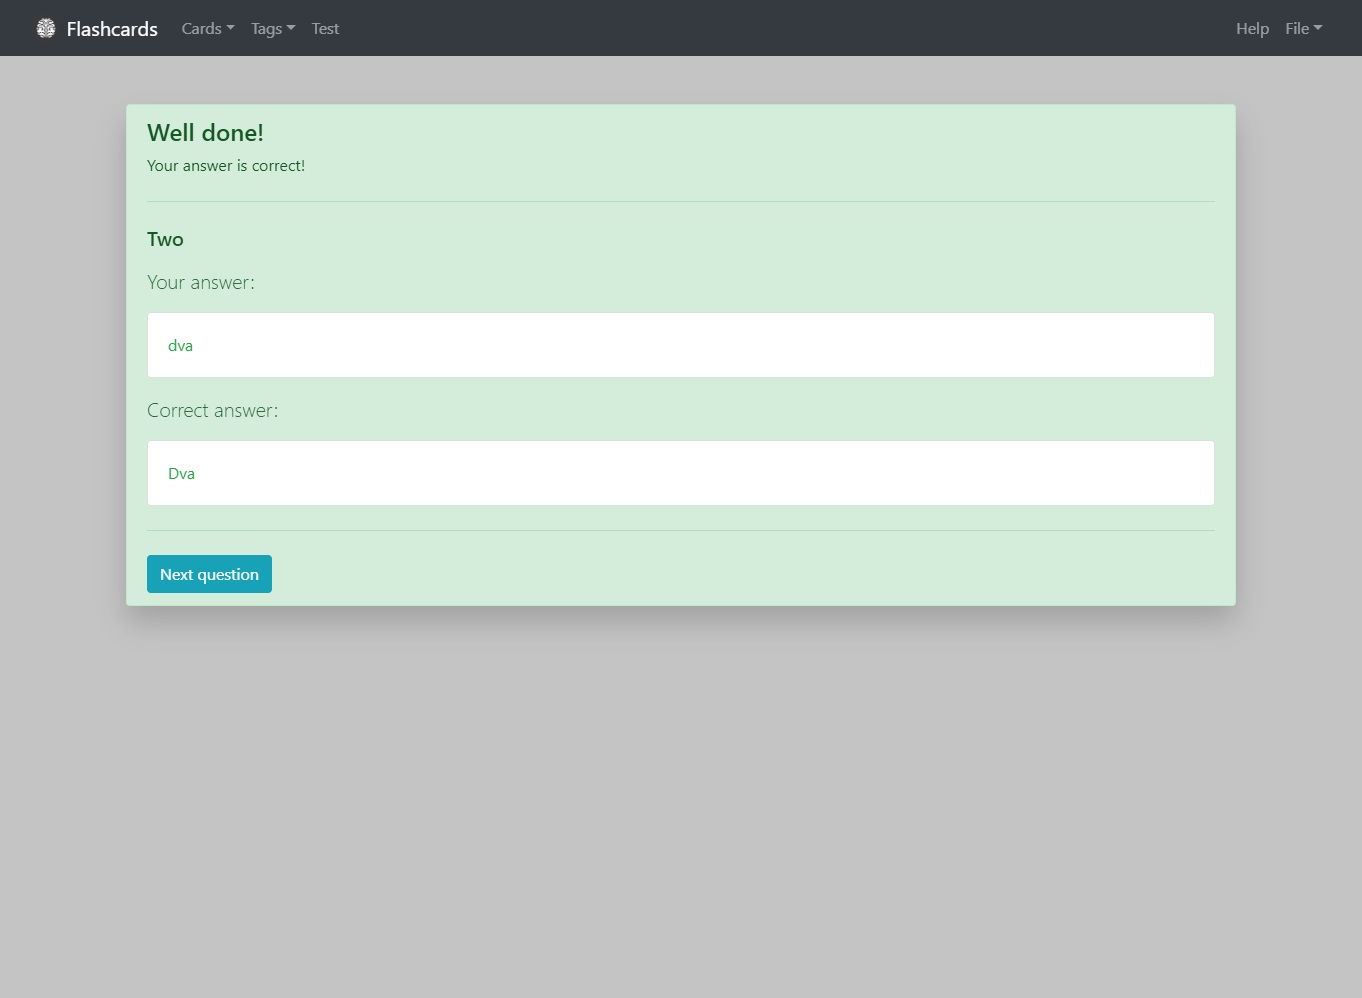 Flashcards Cards Tags Test Help File
Well done!
Your answer is correct!
Two
Your answer:
dva
Correct answer:
Dva
Next question